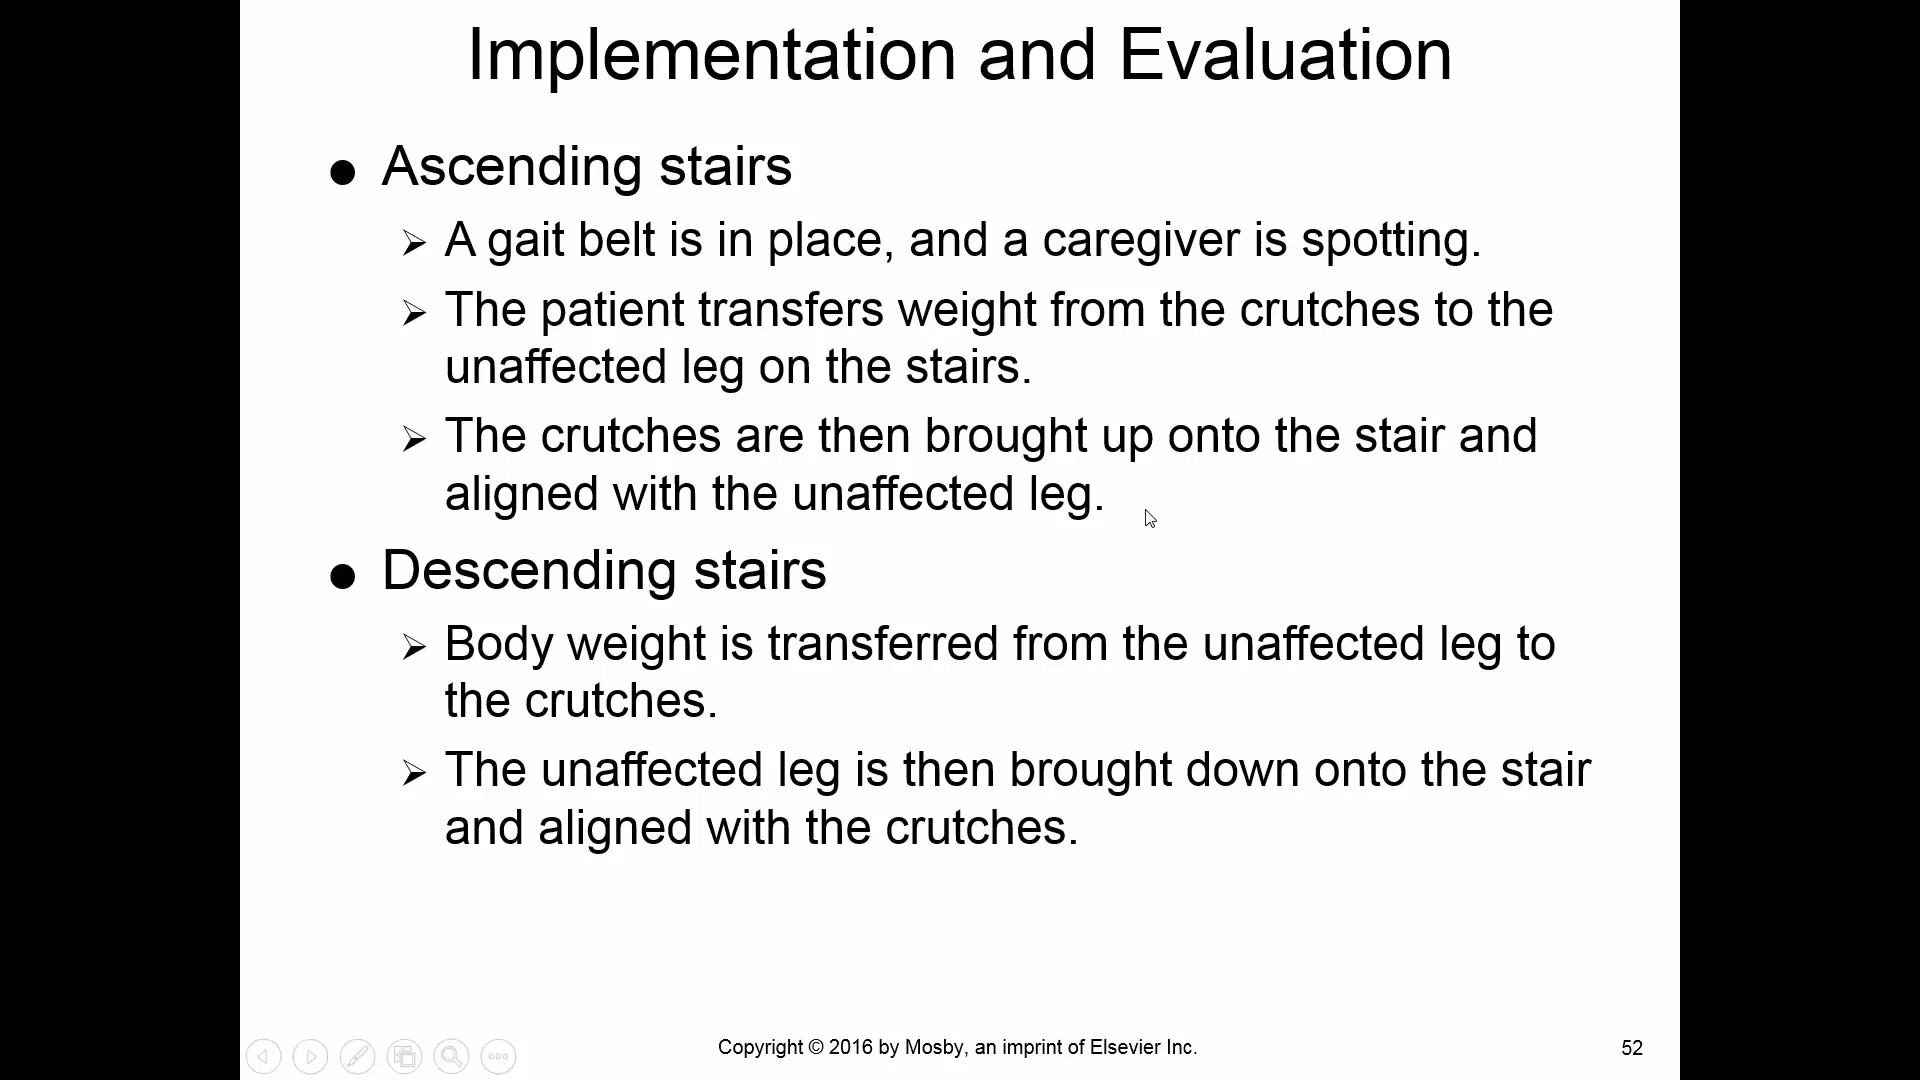 Implementation and Evaluation
Ascending stairs
A gait belt is in place, and a caregiver is spotting.
The patient transfers weight from the crutches to the
unaffected leg on the stairs.
The crutches are then brought up onto the stair and
aligned with the unaffected leg.
Descending stairs
Body weight is transferred from the unaffected leg to
the crutches.
The unaffected leg is then brought down onto the stair
and aligned with the crutches.
Copyright © 2016 by Mosby, an imprint of Elsevier Inc.
52